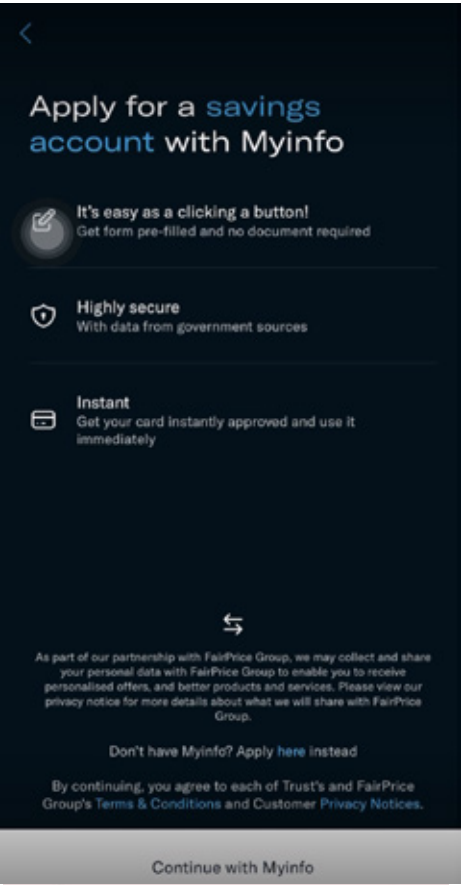 Apply for a savings
account with Myinfo
It's easy as a clicking a button!
Get form pre-filled and no document required
Highly secure
With data from government sources
Instant
Get your card instantly approved and use it
immediately
As part of our partnership with FairPrice Group, we may collect and share
your personal data with FairPrice Group to enable you to receive
personalised offers, and better products and services. Please view our
privacy notice for more details about what we will share with FairPrice
Group.
Don't have Myinfo? Apply here instead
By continuing, you agree to each of Trust's and FairPrice
Group's Terms & Conditions and Customer Privacy Notices.
Continue with Myinfo